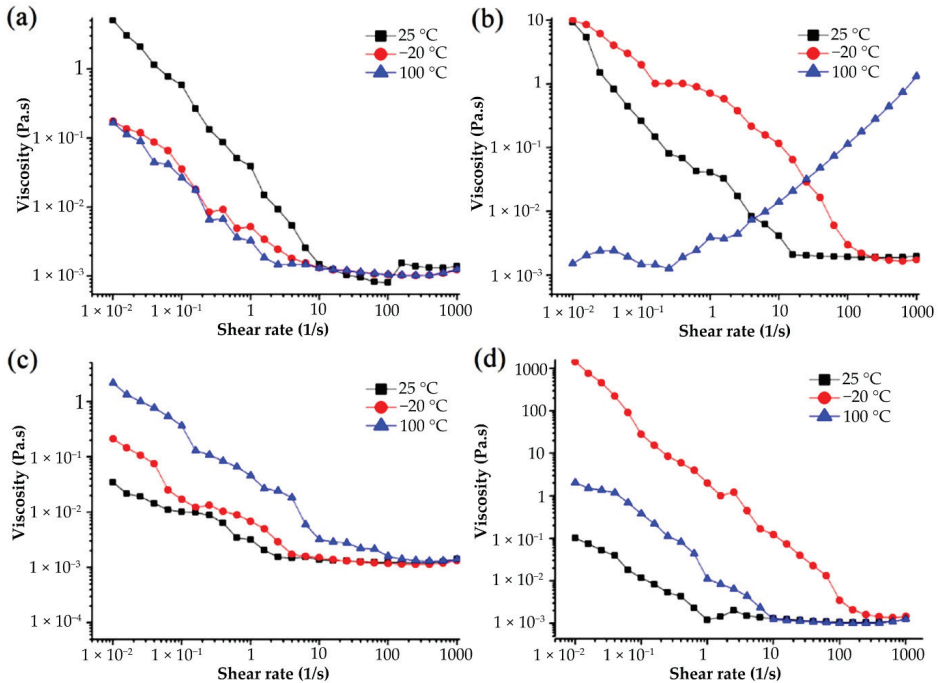 (a)
25 °C
−20 °C
100 °C
1
1 × 10⁻¹
1 × 10⁻²
1 × 10⁻³
Viscosity (Pa.s)
1 × 10⁻² 1 × 10⁻¹ 1 10 100 1000
Shear rate (1/s)
(b)
25 °C
−20 °C
100 °C
10
1
1 × 10⁻¹
1 × 10⁻²
1 × 10⁻³
Viscosity (Pa.s)
1 × 10⁻² 1 × 10⁻¹ 1 10 100 1000
Shear rate (1/s)
(c)
25 °C
−20 °C
100 °C
1
1 × 10⁻¹
1 × 10⁻²
1 × 10⁻³
1 × 10⁻⁴
Viscosity (Pa.s)
1 × 10⁻² 1 × 10⁻¹ 1 10 100 1000
Shear rate (1/s)
(d)
25 °C
−20 °C
100 °C
1000
100
10
1
1 × 10⁻¹
1 × 10⁻²
1 × 10⁻³
Viscosity (Pa.s)
1 × 10⁻² 1 × 10⁻¹ 1 10 100 1000
Shear rate (1/s)